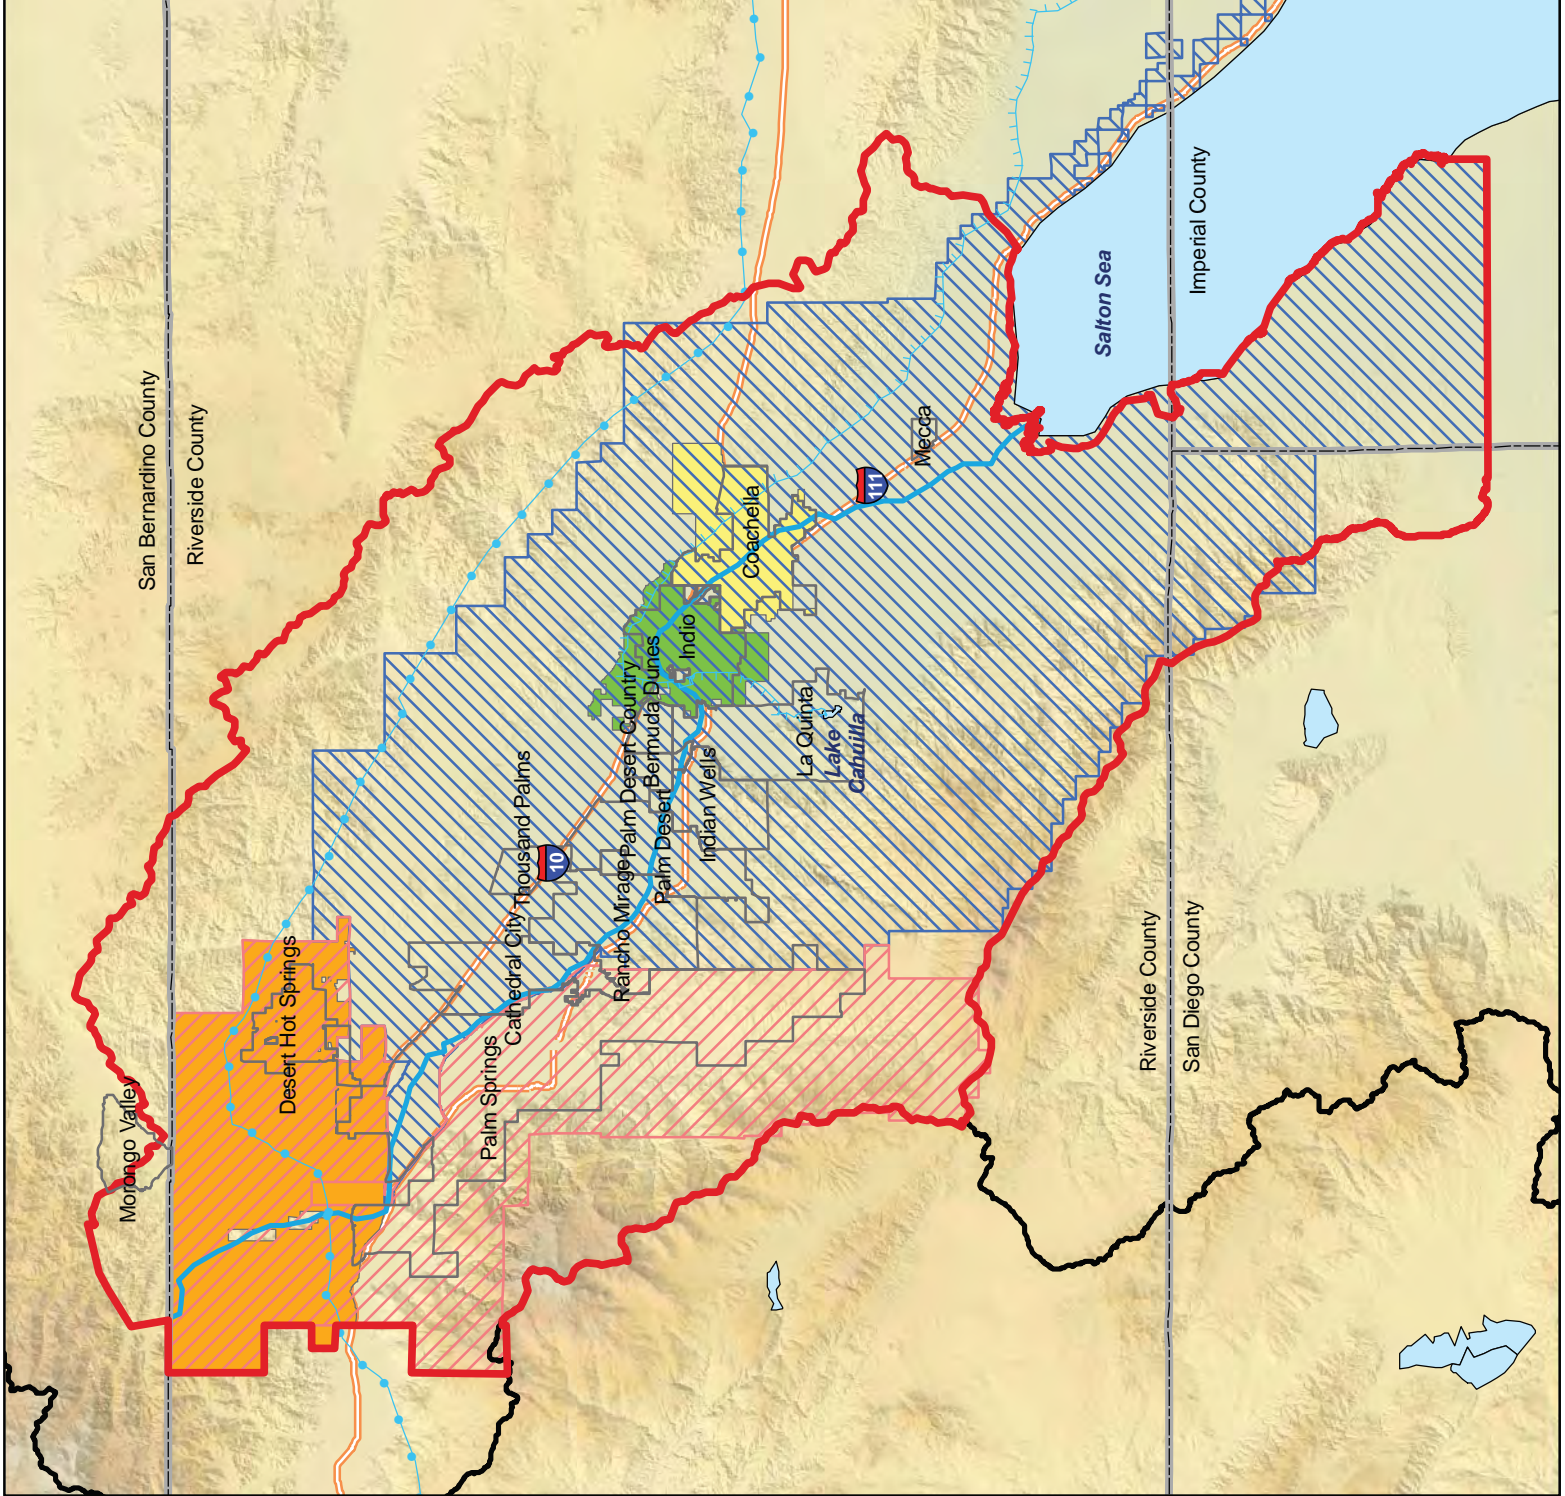 San Bernardino County
Riverside County
Morongo Valley
Desert Hot Springs
Palm Springs
Cathedral City
Thousand Palms
10
Rancho Mirage
Palm Desert Country
Bermuda Dunes
Palm Desert
Indio
Indian Wells
Coachella
La Quinta
Lake
Cahuilla
111
Mecca
Salton Sea
Riverside County
San Diego County
Imperial County